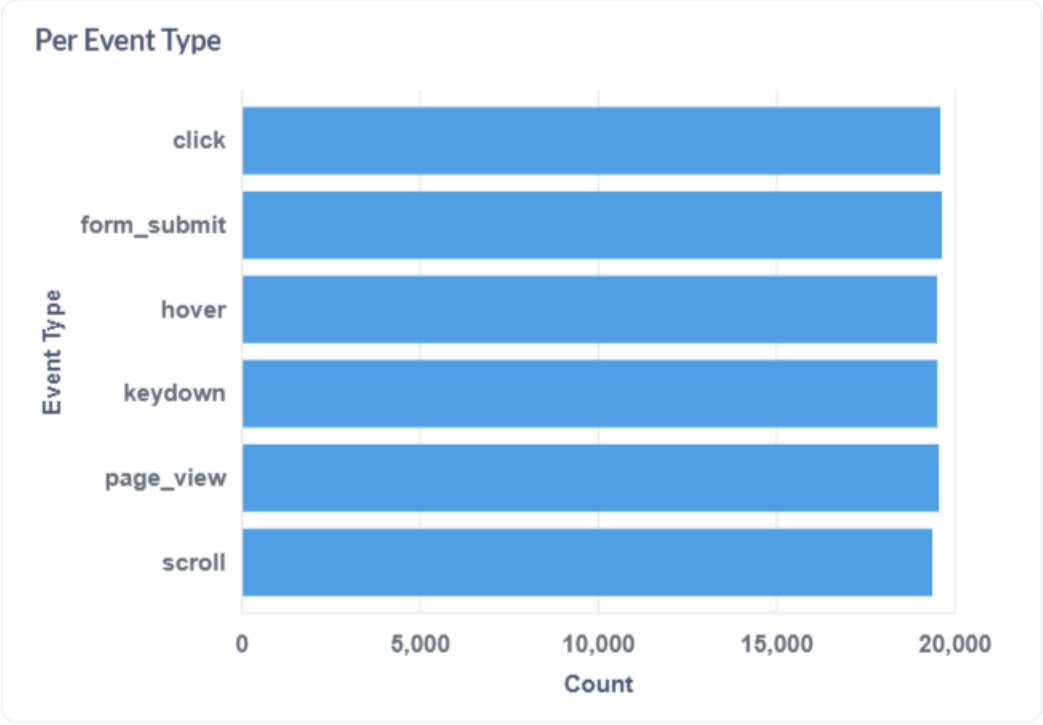 Per Event Type
click
form_submit
hover
keydown
page_view
scroll
Event Type
0
5,000
10,000
15,000
20,000
Count